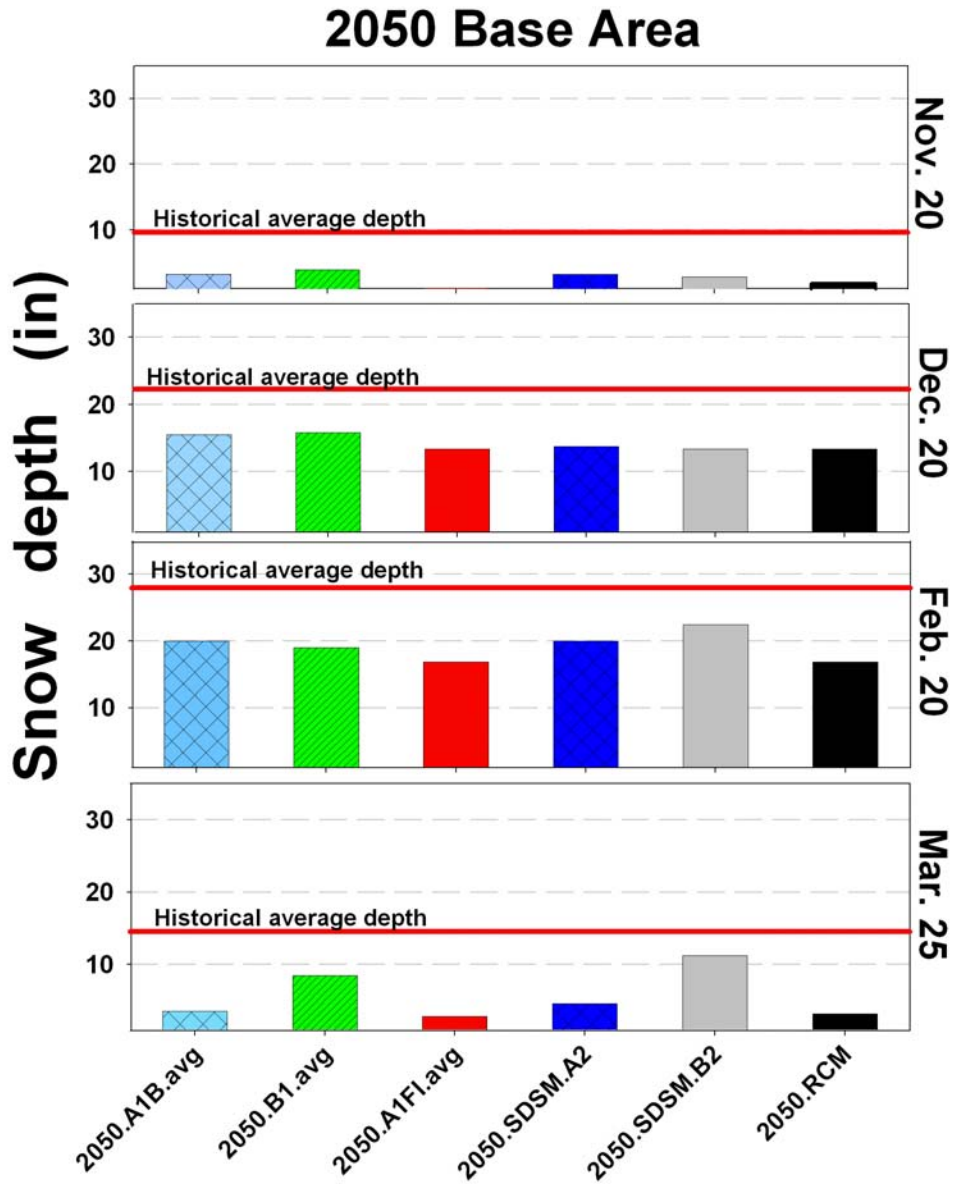 2050 Base Area
Snow depth (in)
30
20
10
Historical average depth
Nov. 20
30
20
10
Historical average depth
Dec. 20
30
20
10
Historical average depth
Feb. 20
30
20
10
Historical average depth
Mar. 25
2050.A1B.avg
2050.B1.avg
2050.A1FI.avg
2050.SDSM.A2
2050.SDSM.B2
2050.RCM